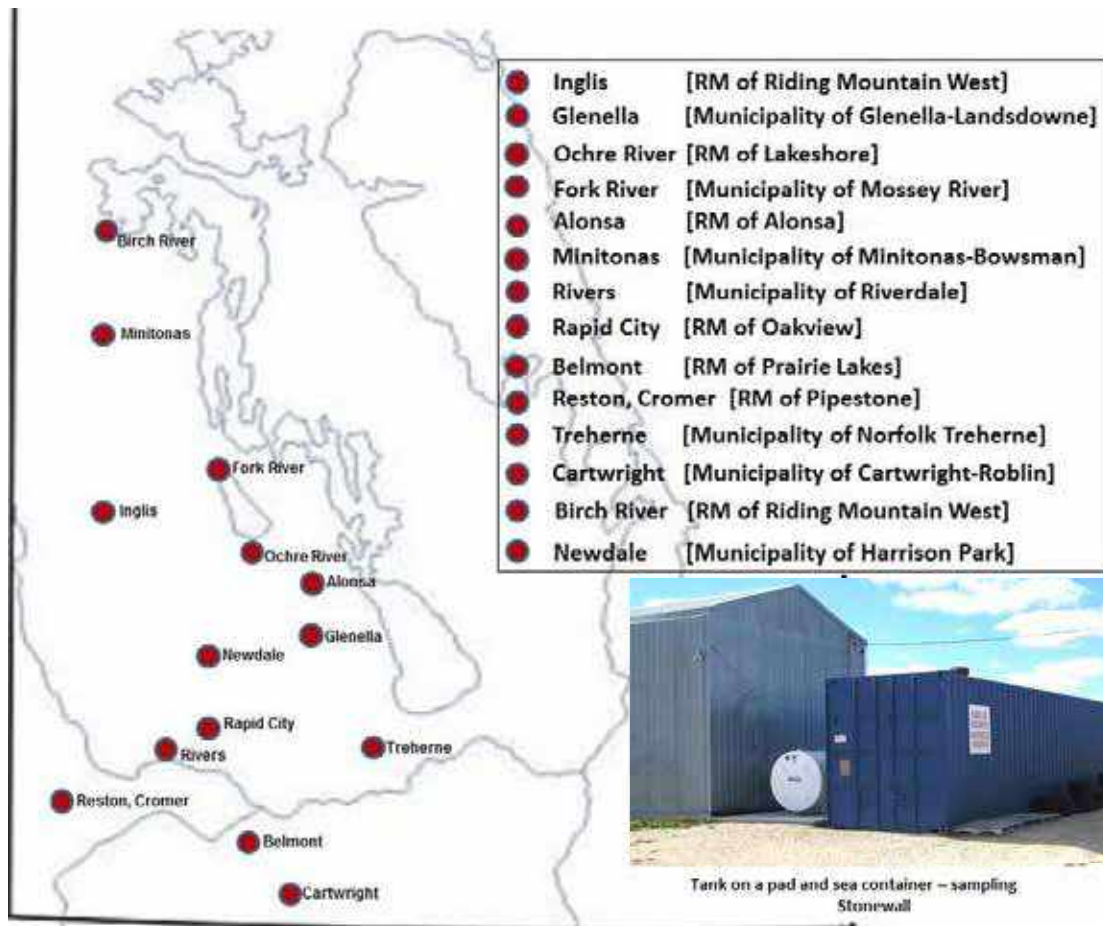 Inglis [RM of Riding Mountain West]
Glenella [Municipality of Glenella-Landsdowne]
Ochre River [RM of Lakeshore]
Fork River [Municipality of Mossey River]
Alonsa [RM of Alonsa]
Minitonas [Municipality of Minitonas-Bowsman]
Rivers [Municipality of Riverdale]
Rapid City [RM of Oakview]
Belmont [RM of Prairie Lakes]
Reston, Cromer [RM of Pipestone]
Treherne [Municipality of Norfolk Treherne]
Cartwright [Municipality of Cartwright-Roblin]
Birch River [RM of Riding Mountain West]
Newdale [Municipality of Harrison Park]
Birch River
Minitonas
Fork River
Inglis
Ochre River
Alonsa
Glenella
Newdale
Rapid City
Rivers
Treherne
Reston, Cromer
Belmont
Cartwright
Tank on a pad and sea container – sampling
Stonewall